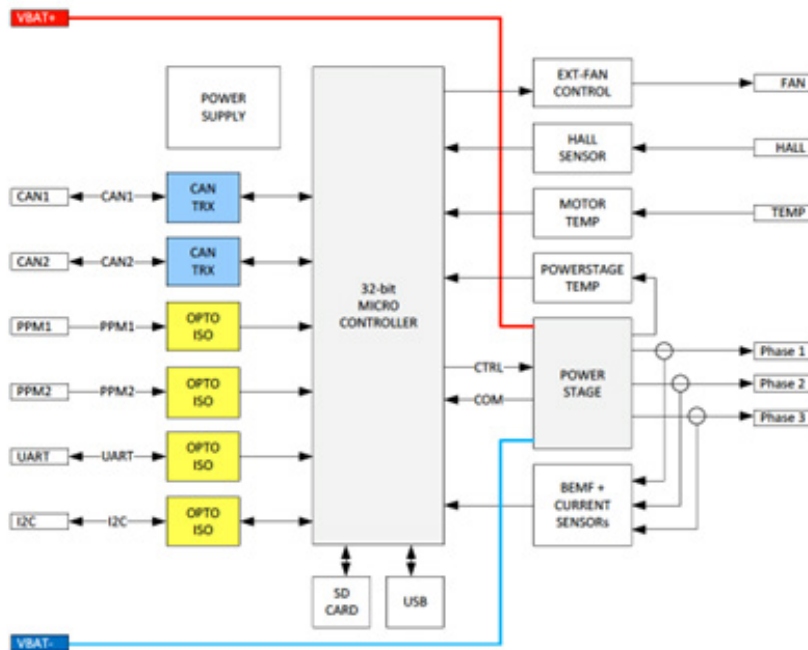 VBAT+
POWER
SUPPLY
EXT-FAN
CONTROL
FAN
HALL
SENSOR
HALL
CAN1
CAN1
CAN
TRX
MOTOR
TEMP
TEMP
CAN2
CAN2
CAN
TRX
POWERSTAGE
TEMP
32-bit
MICRO
CONTROLLER
PPM1
PPM1
OPTO
ISO
CTRL
COM
POWER
STAGE
Phase 1
Phase 2
Phase 3
PPM2
PPM2
OPTO
ISO
UART
UART
OPTO
ISO
BEMF +
CURRENT
SENSORs
I2C
I2C
OPTO
ISO
SD
CARD
USB
VBAT-